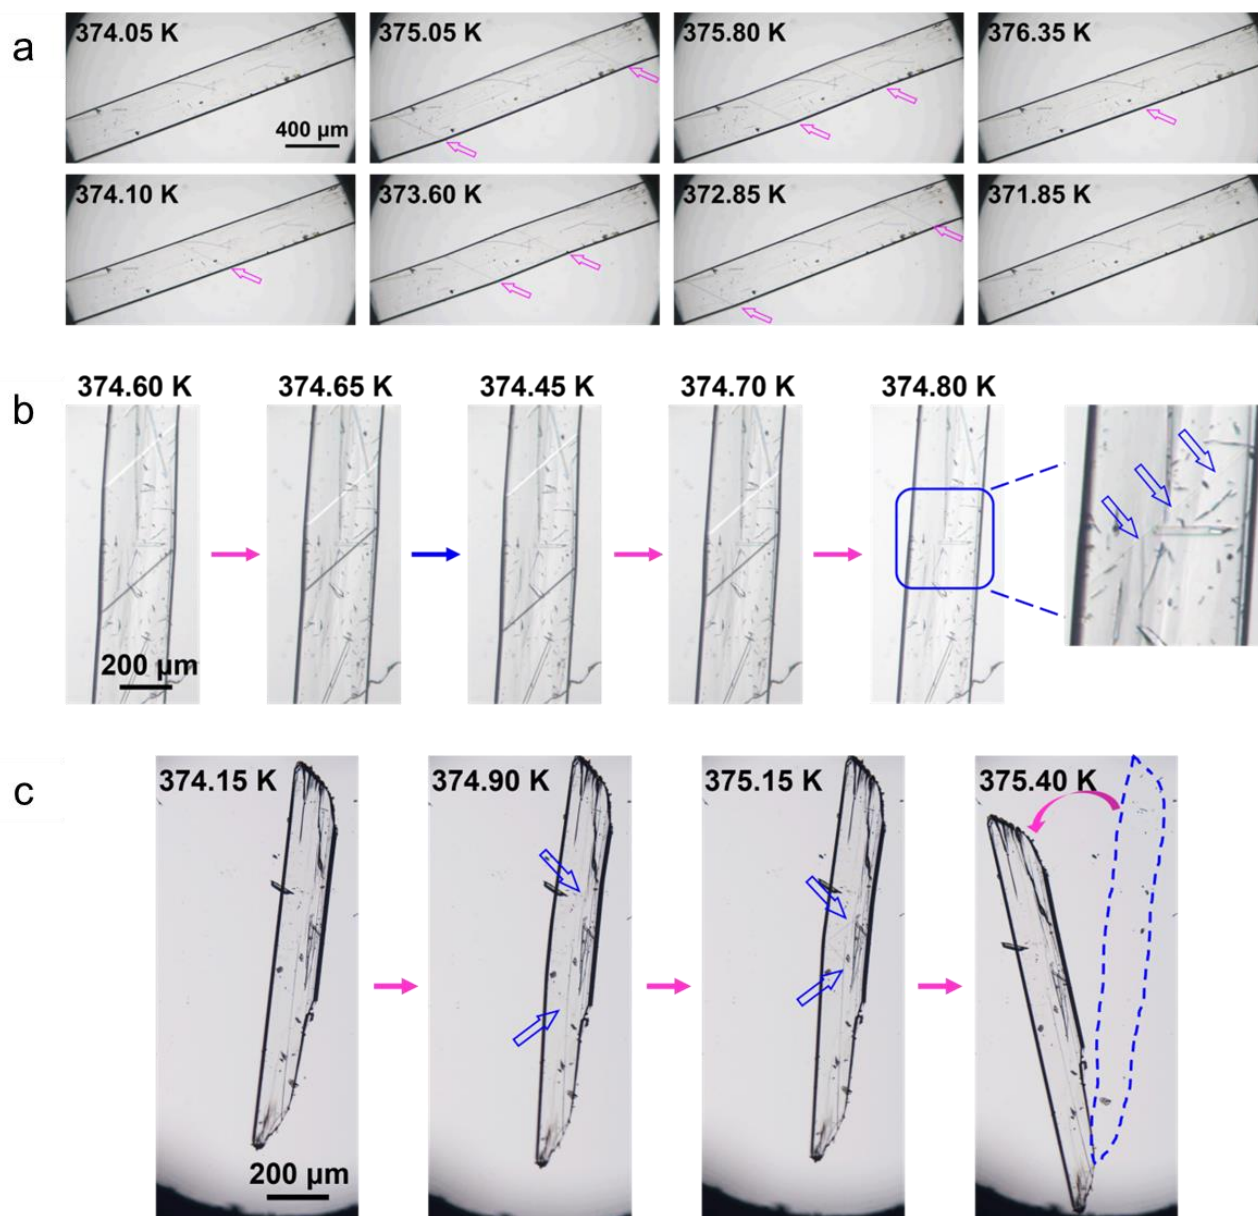 a
374.05 K
375.05 K
375.80 K
376.35 K
400 µm
374.10 K
373.60 K
372.85 K
371.85 K
b
374.60 K
374.65 K
374.45 K
374.70 K
374.80 K
200 µm
c
374.15 K
374.90 K
375.15 K
375.40 K
200 µm